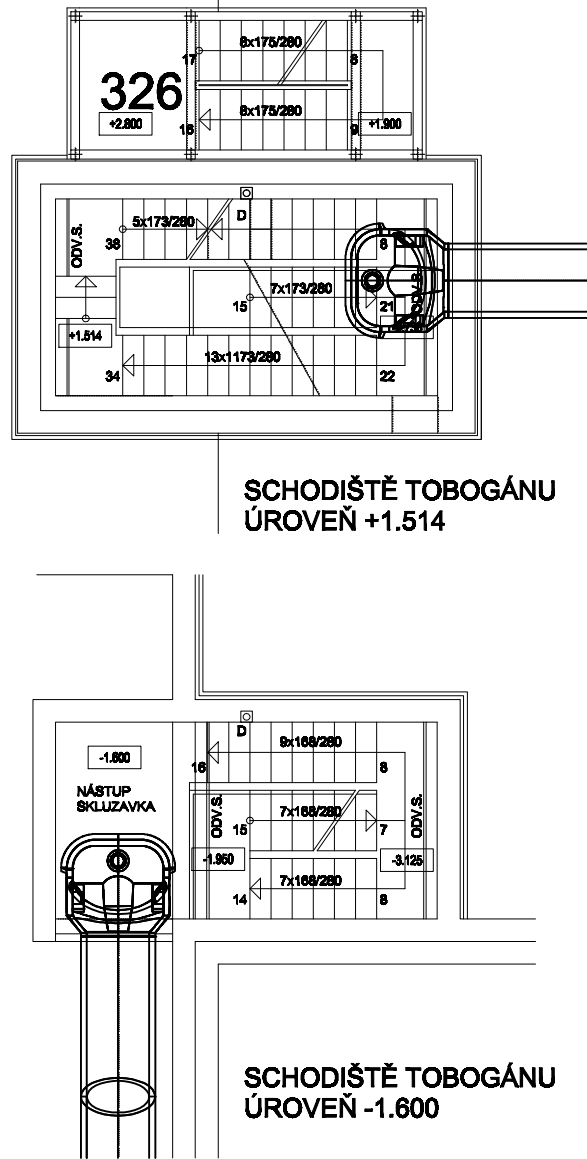 8x175/280
17
8
326
8x175/280
+2.800
16
9
+1.900
D
5x173/280
38
6
ODV.S.
ODV.S.
7x173/280
15
21
+1.514
13x1173/280
34
22
SCHODIŠTĚ TOBOGÁNU
ÚROVEŇ +1.514
D
9x168/280
-1.600
16
8
NÁSTUP
SKLUZAVKA
ODV.S.
7x168/280
ODV.S.
15
7
-1.950
-3.125
7x168/280
14
8
SCHODIŠTĚ TOBOGÁNU
ÚROVEŇ -1.600